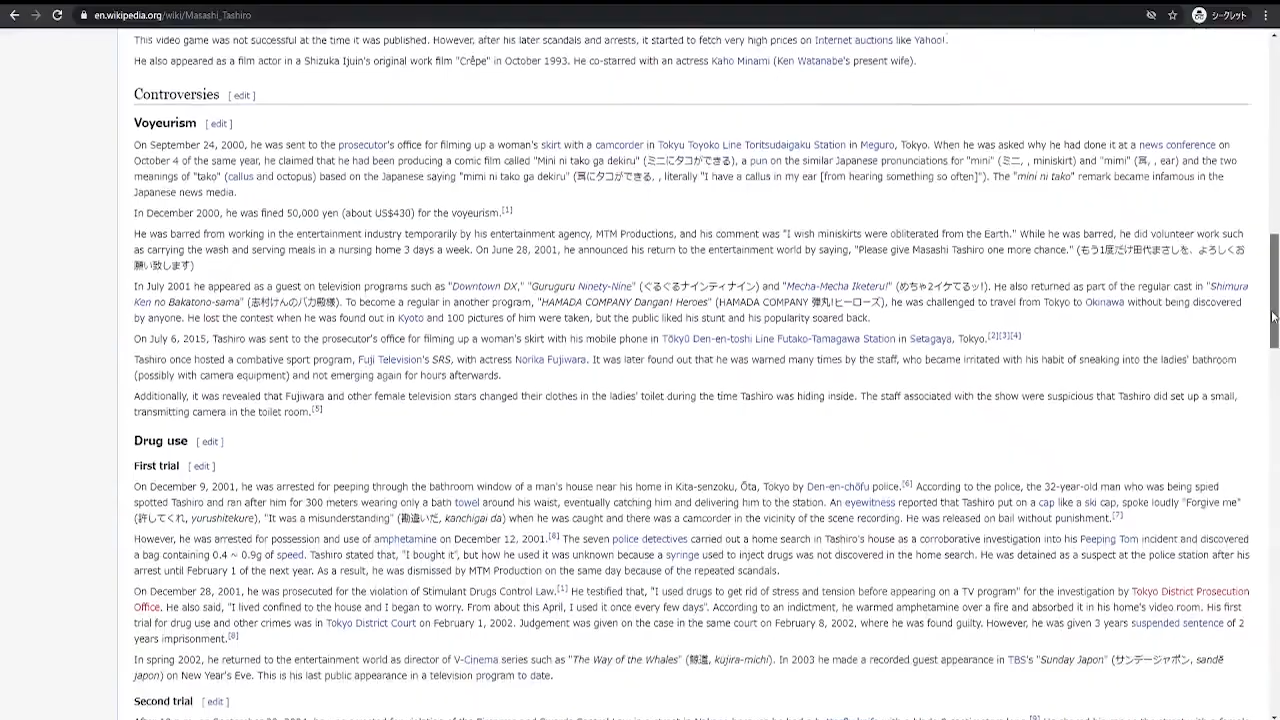 en.wikipedia.org/wiki/Masashi_Tashiro
シークレット
This video game was not successful at the time it was published. However, after his later scandals and arrests, it started to fetch very high prices on Internet auctions like Yahoo!.
He also appeared as a film actor in a Shizuka Ijuin's original work film "Crêpe" in October 1993. He co-starred with an actress Kaho Minami (Ken Watanabe's present wife).
Controversies [ edit ]
Voyeurism [ edit ]
On September 24, 2000, he was sent to the prosecutor's office for filming up a woman's skirt with a camcorder in Tokyu Toyoko Line Toritsudaigaku Station in Meguro, Tokyo. When he was asked why he had done it at a news conference on
October 4 of the same year, he claimed that he had been producing a comic film called "Mini ni tako ga dekiru" (ミニにタコができる), a pun on the similar Japanese pronunciations for "mini" (ミニ, , miniskirt) and "mimi" (耳, , ear) and the two
meanings of "tako" (callus and octopus) based on the Japanese saying "mimi ni tako ga dekiru" (耳にタコができる, , literally "I have a callus in my ear [from hearing something so often]"). The "mini ni tako" remark became infamous in the
Japanese news media.
In December 2000, he was fined 50,000 yen (about US$430) for the voyeurism.[1]
He was barred from working in the entertainment industry temporarily by his entertainment agency, MTM Productions, and his comment was "I wish miniskirts were obliterated from the Earth." While he was barred, he did volunteer work such
as carrying the wash and serving meals in a nursing home 3 days a week. On June 28, 2001, he announced his return to the entertainment world by saying, "Please give Masashi Tashiro one more chance." (もう1度だけ田代まさしを、よろしくお
願い致します)
In July 2001 he appeared as a guest on television programs such as "Downtown DX," "Guruguru Ninety-Nine" (ぐるぐるナインティナイン) and "Mecha-Mecha Iketeru!" (めちゃ2イケてるッ!). He also returned as part of the regular cast in "Shimura
Ken no Bakatono-sama" (志村けんのバカ殿様). To become a regular in another program, "HAMADA COMPANY Dangan! Heroes" (HAMADA COMPANY 弾丸!ヒーローズ), he was challenged to travel from Tokyo to Okinawa without being discovered
by anyone. He lost the contest when he was found out in Kyoto and 100 pictures of him were taken, but the public liked his stunt and his popularity soared back.
On July 6, 2015, Tashiro was sent to the prosecutor's office for filming up a woman's skirt with his mobile phone in Tōkyū Den-en-toshi Line Futako-Tamagawa Station in Setagaya, Tokyo.[2][3][4]
Tashiro once hosted a combative sport program, Fuji Television's SRS, with actress Norika Fujiwara. It was later found out that he was warned many times by the staff, who became irritated with his habit of sneaking into the ladies' bathroom
(possibly with camera equipment) and not emerging again for hours afterwards.
Additionally, it was revealed that Fujiwara and other female television stars changed their clothes in the ladies' toilet during the time Tashiro was hiding inside. The staff associated with the show were suspicious that Tashiro did set up a small,
transmitting camera in the toilet room.[5]
Drug use [ edit ]
First trial [ edit ]
On December 9, 2001, he was arrested for peeping through the bathroom window of a man's house near his home in Kita-senzoku, Ōta, Tokyo by Den-en-chōfu police.[6] According to the police, the 32-year-old man who was being spied
spotted Tashiro and ran after him for 300 meters wearing only a bath towel around his waist, eventually catching him and delivering him to the station. An eyewitness reported that Tashiro put on a cap like a ski cap, spoke loudly "Forgive me"
(許してくれ, yurushitekure), "It was a misunderstanding" (勘違いだ, kanchigai da) when he was caught and there was a camcorder in the vicinity of the scene recording. He was released on bail without punishment.[7]
However, he was arrested for possession and use of amphetamine on December 12, 2001.[8] The seven police detectives carried out a home search in Tashiro's house as a corroborative investigation into his Peeping Tom incident and discovered
a bag containing 0.4 ~ 0.9g of speed. Tashiro stated that, "I bought it", but how he used it was unknown because a syringe used to inject drugs was not discovered in the home search. He was detained as a suspect at the police station after his
arrest until February 1 of the next year. As a result, he was dismissed by MTM Production on the same day because of the repeated scandals.
On December 28, 2001, he was prosecuted for the violation of Stimulant Drugs Control Law.[1] He testified that, "I used drugs to get rid of stress and tension before appearing on a TV program" for the investigation by Tokyo District Prosecution
Office. He also said, "I lived confined to the house and I began to worry. From about this April, I used it once every few days". According to an indictment, he warmed amphetamine over a fire and absorbed it in his home's video room. His first
trial for drug use and other crimes was in Tokyo District Court on February 1, 2002. Judgement was given on the case in the same court on February 8, 2002, where he was found guilty. However, he was given 3 years suspended sentence of 2
years imprisonment.[8]
In spring 2002, he returned to the entertainment world as director of V-Cinema series such as "The Way of the Whales" (鯨道, kujira-michi). In 2003 he made a recorded guest appearance in TBS's "Sunday Japon" (サンデージャポン, sandē
japon) on New Year's Eve. This is his last public appearance in a television program to date.
Second trial [ edit ]